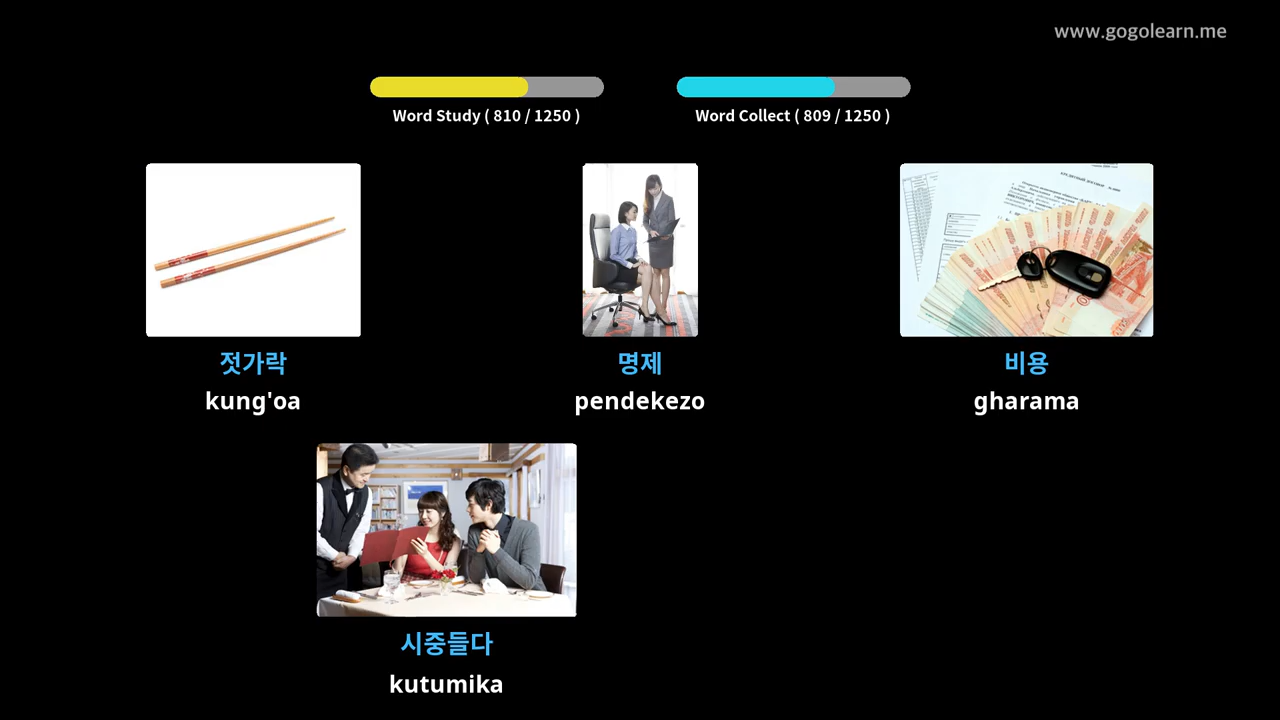 www.gogolearn.me
Word Study ( 810 / 1250 )
Word Collect ( 809 / 1250 )
젓가락
kung'oa
명제
pendekezo
비용
gharama
시중들다
kutumika